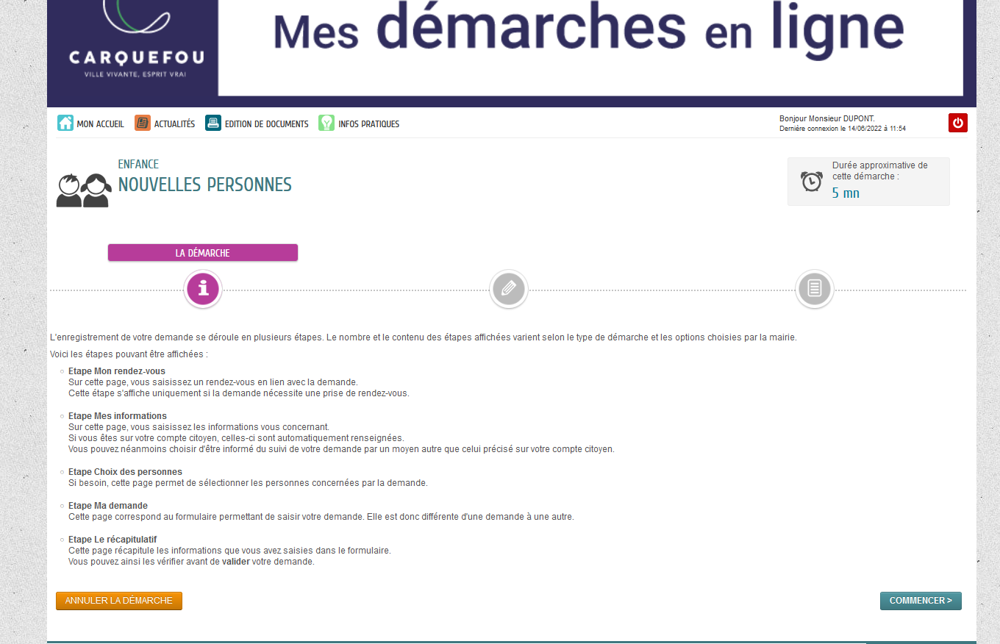 CARQUEFOU
VILLE VIVANTE, ESPRIT VRAI
Mes démarches en ligne
MON ACCUEIL
ACTUALITÉS
EDITION DE DOCUMENTS
INFOS PRATIQUES
Bonjour Monsieur DUPONT.
Dernière connexion le 14/06/2022 à 11:54
ENFANCE
NOUVELLES PERSONNES
Durée approximative de
cette démarche :
5 mn
LA DÉMARCHE
L'enregistrement de votre demande se déroule en plusieurs étapes. Le nombre et le contenu des étapes affichées varient selon le type de démarche et les options choisies par la mairie.
Voici les étapes pouvant être affichées :
Etape Mon rendez-vous
Sur cette page, vous saisissez un rendez-vous en lien avec la demande.
Cette étape s'affiche uniquement si la demande nécessite une prise de rendez-vous.
Etape Mes informations
Sur cette page, vous saisissez les informations vous concernant.
Si vous êtes sur votre compte citoyen, celles-ci sont automatiquement renseignées.
Vous pouvez néanmoins choisir d'être informé du suivi de votre demande par un moyen autre que celui précisé sur votre compte citoyen.
Etape Choix des personnes
Si besoin, cette page permet de sélectionner les personnes concernées par la demande.
Etape Ma demande
Cette page correspond au formulaire permettant de saisir votre demande. Elle est donc différente d'une demande à une autre.
Etape Le récapitulatif
Cette page récapitule les informations que vous avez saisies dans le formulaire.
Vous pouvez ainsi les vérifier avant de valider votre demande.
ANNULER LA DÉMARCHE
COMMENCER >